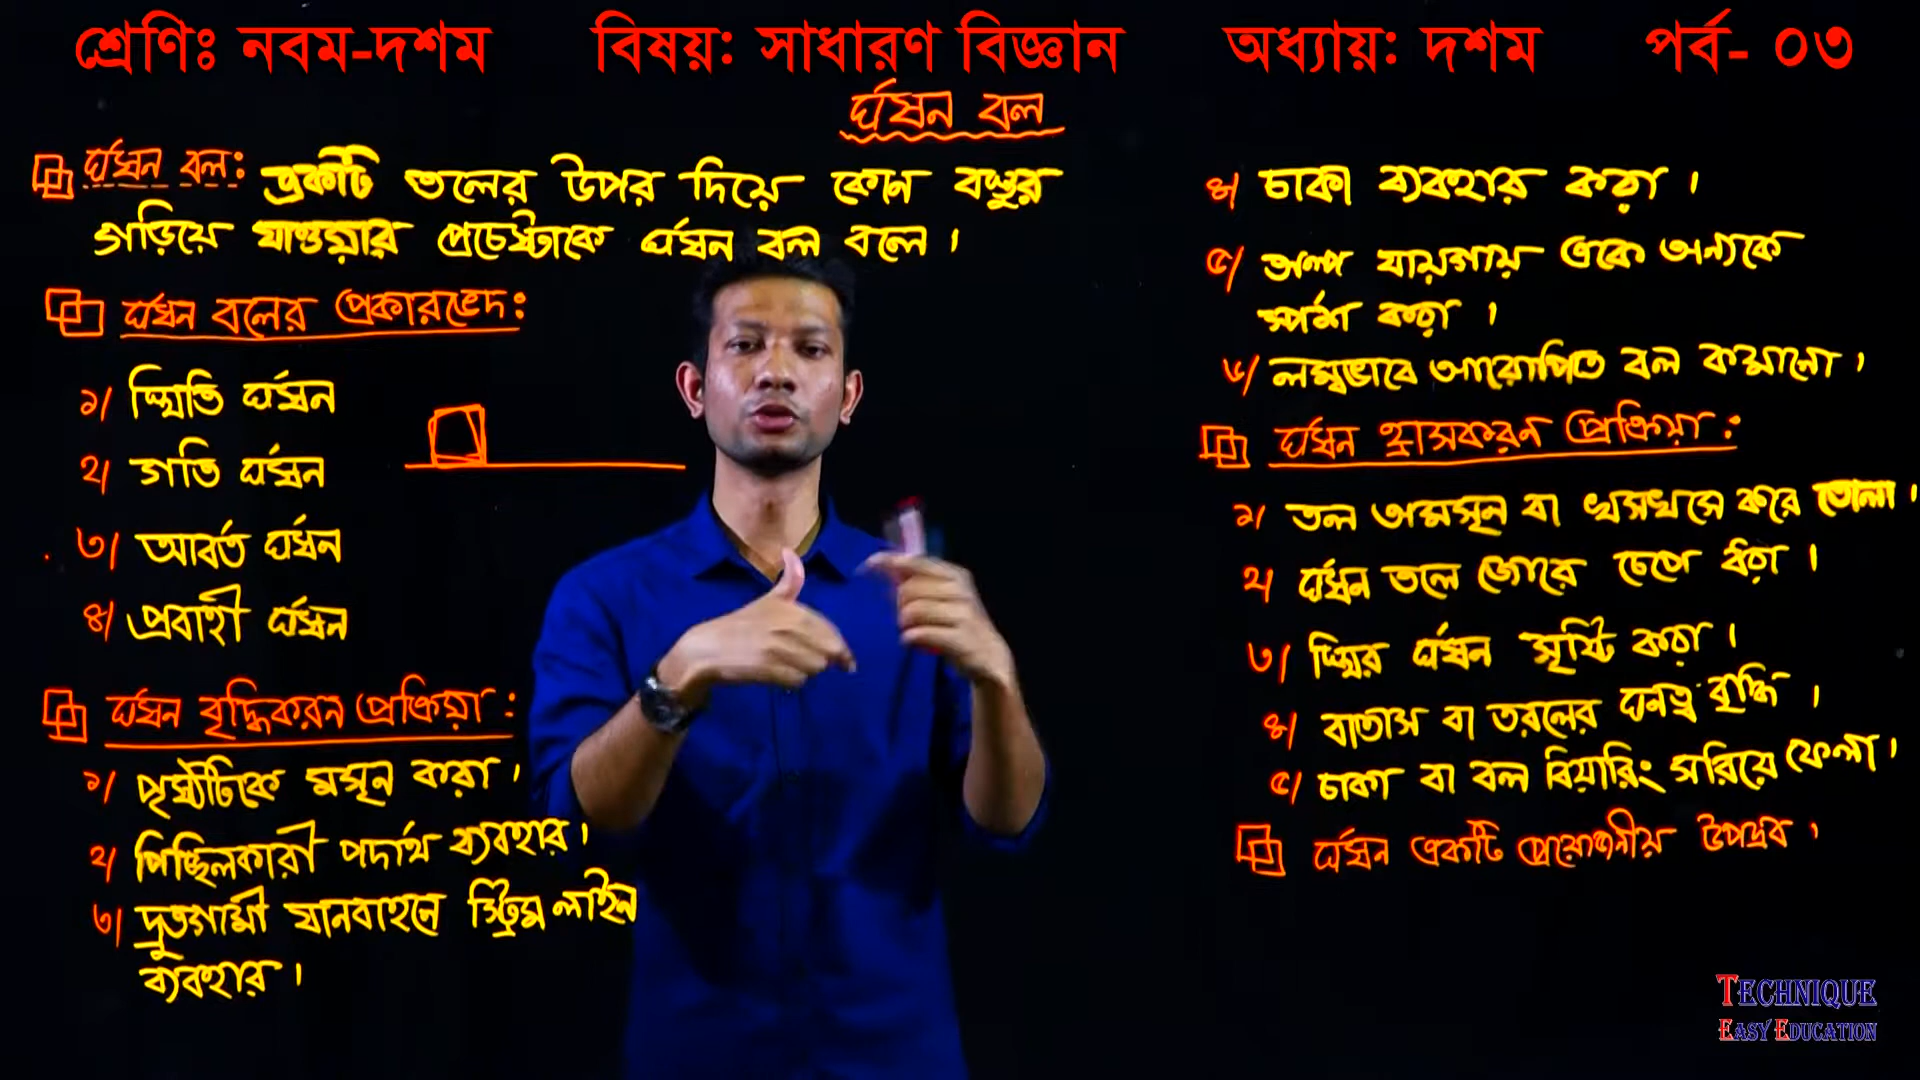 শ্রেণিঃ নবম-দশম বিষয়: সাধারণ বিজ্ঞান অধ্যায়: দশম পর্ব- ০৩
ঘর্ষন বল
ঘর্ষন বল:
একটি তলের উপর দিয়ে কোন বস্তুর
গড়িয়ে যাওয়ার প্রচেষ্টাকে ঘর্ষন বল বলে।
ঘর্ষন বলের প্রকারভেদ:
১/ স্থিতি ঘর্ষন
২/ গতি ঘর্ষন
৩/ আবর্ত ঘর্ষন
৪/ প্রবাহী ঘর্ষন
ঘর্ষন বৃদ্ধিকরন প্রক্রিয়া:
১/ পৃষ্ঠটিকে মসৃন করা।
২/ পিচ্ছিলকারী পদার্থ ব্যবহার।
৩/ দ্রুতগামী যানবাহনে স্ট্রিম লাইন
ব্যবহার।
৪/ চাকা ব্যবহার করা।
৫/ অল্প যায়গায় একে অন্যকে
স্পর্শ করা।
৬/ লম্বভাবে আরোপিত বল কমানো।
ঘর্ষন হ্রাসকরন প্রক্রিয়া:
১/ তল অমসৃন বা খসখসে করে তোলা।
২/ ঘর্ষন তলে জোরে চেপে ধরা।
৩/ স্থির ঘর্ষন সৃষ্টি করা।
৪/ বাতাস বা তরলের ঘনত্ব বৃদ্ধি।
৫/ চাকা বা বল বিয়ারিং সরিয়ে ফেলা।
ঘর্ষন একটি প্রয়োজনীয় উপদ্রব।
TECHNIQUE
EASY EDUCATION